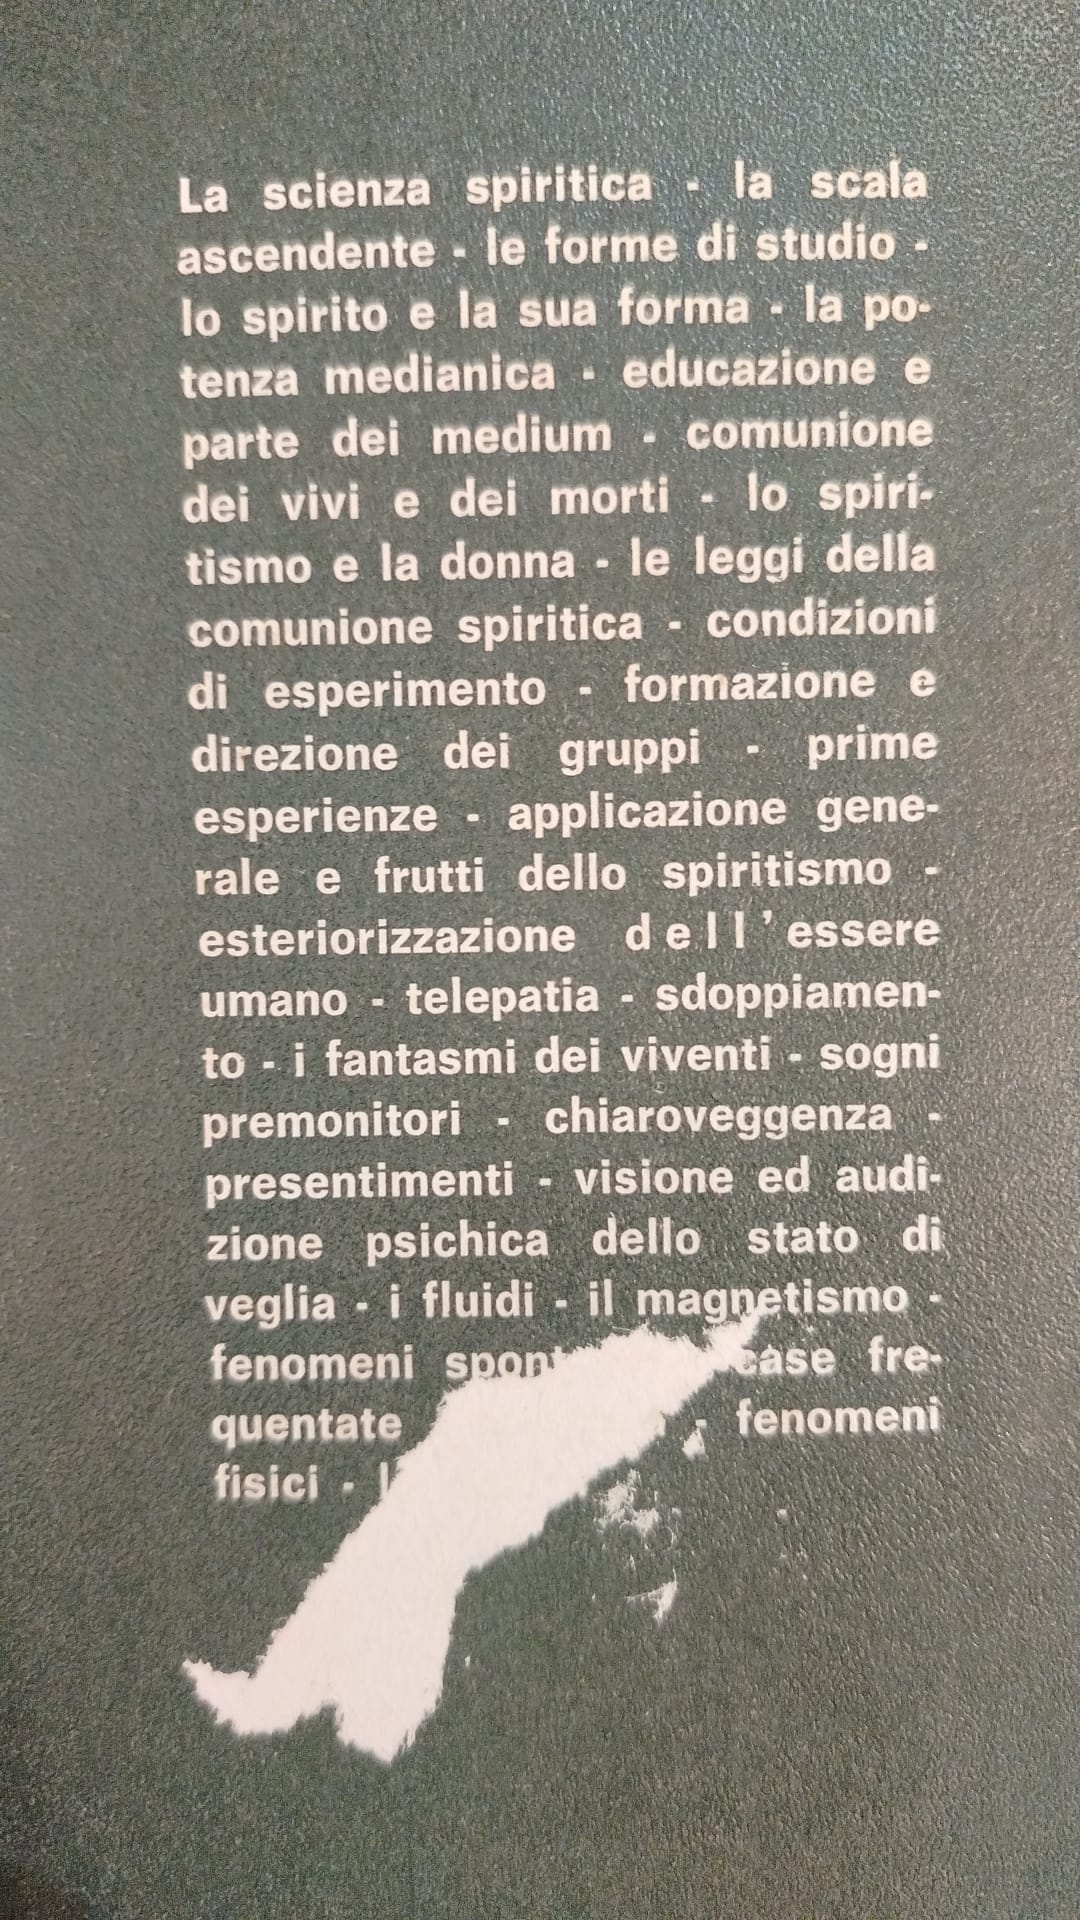 La scienza spiritica - la scala
ascendente - le forme di studio -
lo spirito e la sua forma - la po-
tenza medianica - educazione e
parte dei medium - comunione
dei vivi e dei morti - lo spiri-
tismo e la donna - le leggi della
comunione spiritica - condizioni
di esperimento - formazione e
direzione dei gruppi - prime
esperienze - applicazione gene-
rale e frutti dello spiritismo -
esteriorizzazione dell'essere
umano - telepatia - sdoppiamen-
to - i fantasmi dei viventi - sogni
premonitori - chiaroveggenza -
presentimenti - visione ed audi-
zione psichica dello stato di
veglia - i fluidi - il magnetismo -
fenomeni case fre-
quentate - fenomeni
fisici -